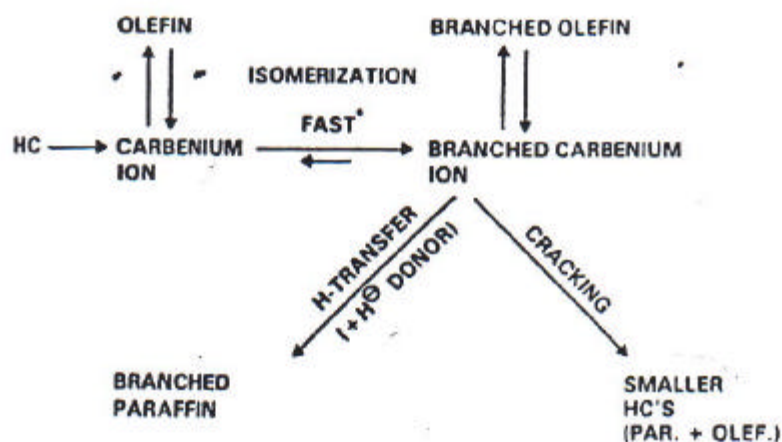 OLEFIN
BRANCHED OLEFIN
ISOMERIZATION
FAST*
HC
CARBENIUM
ION
BRANCHED CARBENIUM
ION
H-TRANSFER
(+H⊖ DONOR)
CRACKING
BRANCHED
PARAFFIN
SMALLER
HC'S
(PAR. + OLEF.)